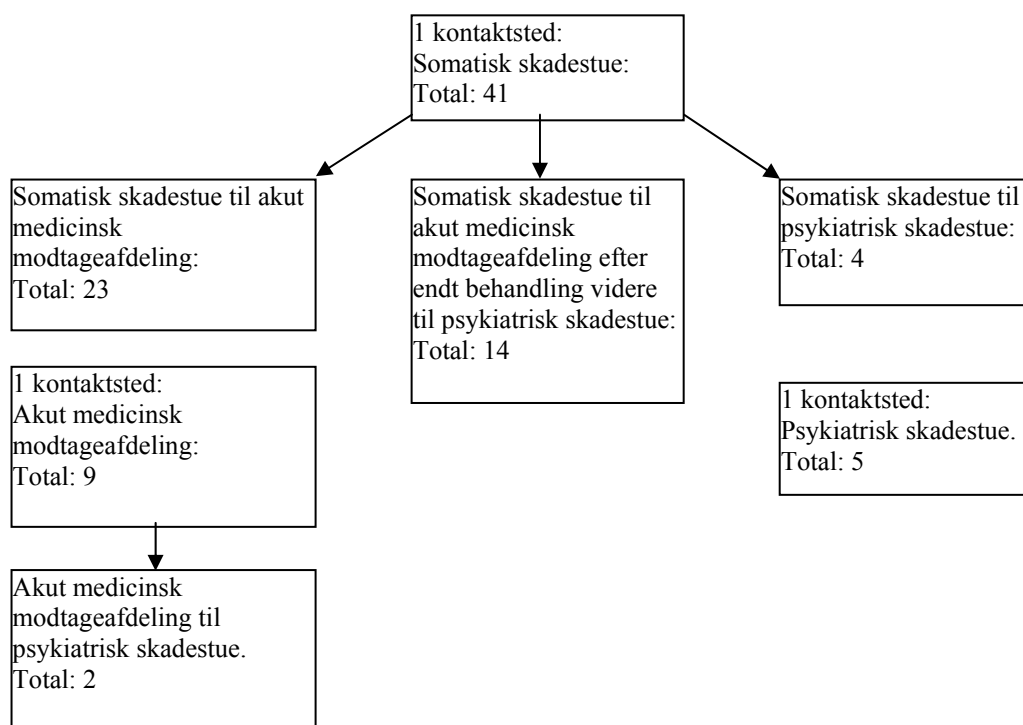 1 kontaktsted:
Somatisk skadestue:
Total: 41
Somatisk skadestue til akut
medicinsk
modtageafdeling:
Total: 23
Somatisk skadestue til
akut medicinsk
modtageafdeling efter
endt behandling videre
til psykiatrisk skadestue:
Total: 14
Somatisk skadestue til
psykiatrisk skadestue:
Total: 4
1 kontaktsted:
Akut medicinsk
modtageafdeling:
Total: 9
1 kontaktsted:
Psykiatrisk skadestue.
Total: 5
Akut medicinsk
modtageafdeling til
psykiatrisk skadestue.
Total: 2